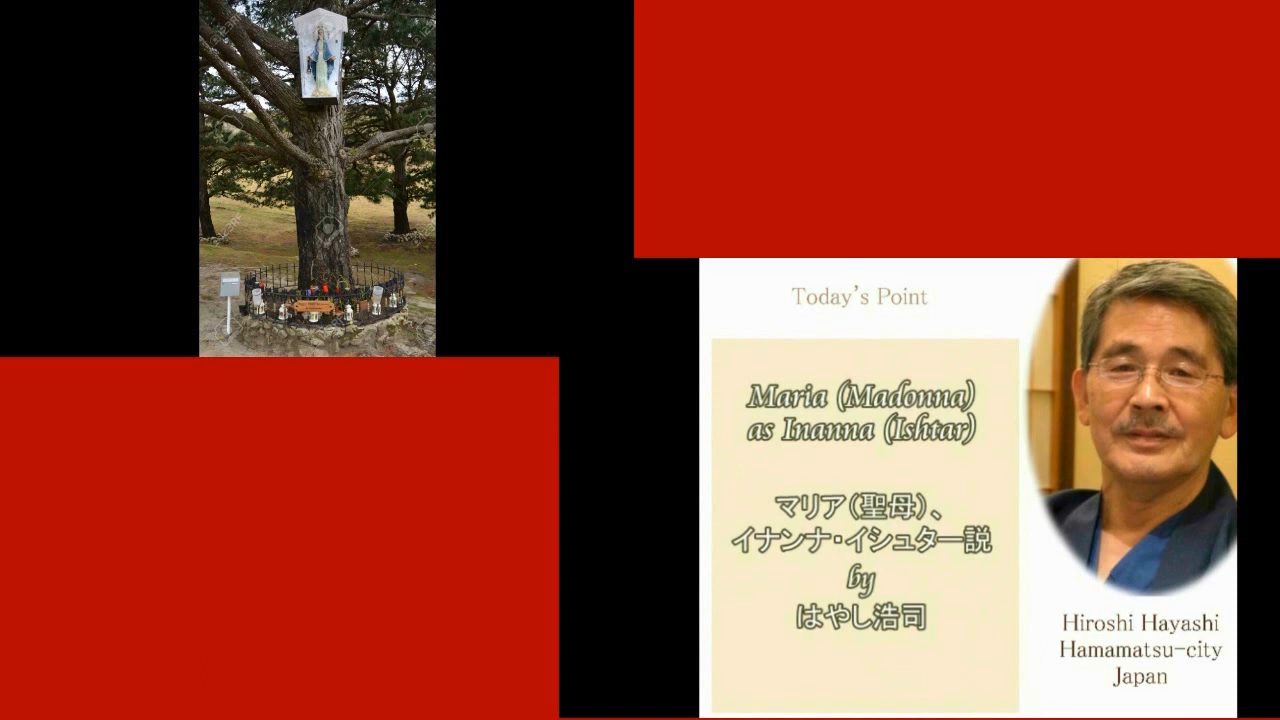 Today's Point
Maria (Madonna)
as Inanna (Ishtar)
マリア（聖母）、
イナンナ・イシュター説
by
はやし浩司
Hiroshi Hayashi
Hamamatsu-city
Japan